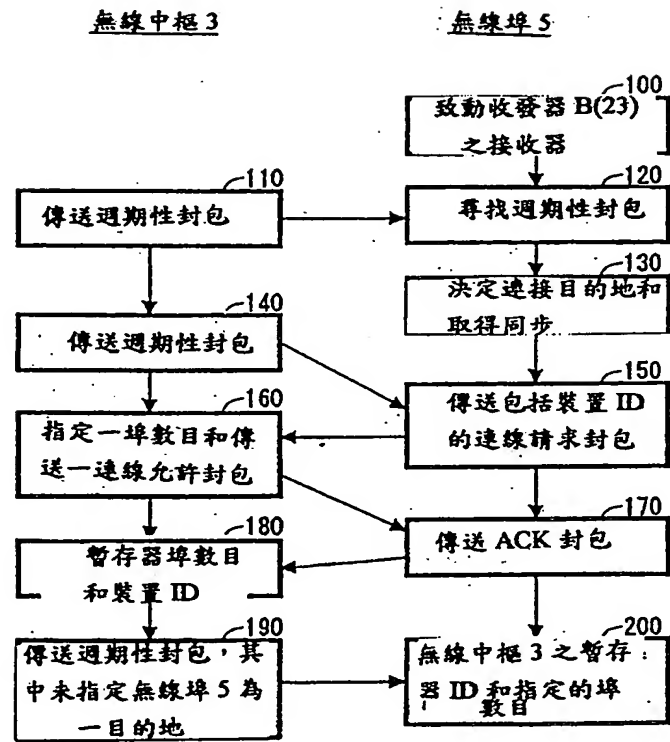 無線中樞3
無線埠5
100
致動收發器 B(23)
之接收器
110
傳送週期性封包
120
尋找週期性封包
130
決定連接目的地和
取得同步
140
傳送週期性封包
150
傳送包括裝置 ID
的連線請求封包
160
指定一埠數目和傳
送一連線允許封包
170
傳送 ACK 封包
180
暫存器埠數目
和裝置 ID
190
傳送週期性封包,其
中未指定無線埠5為
一目的地
200
無線中樞3之暫存
器 ID 和指定的埠
數目